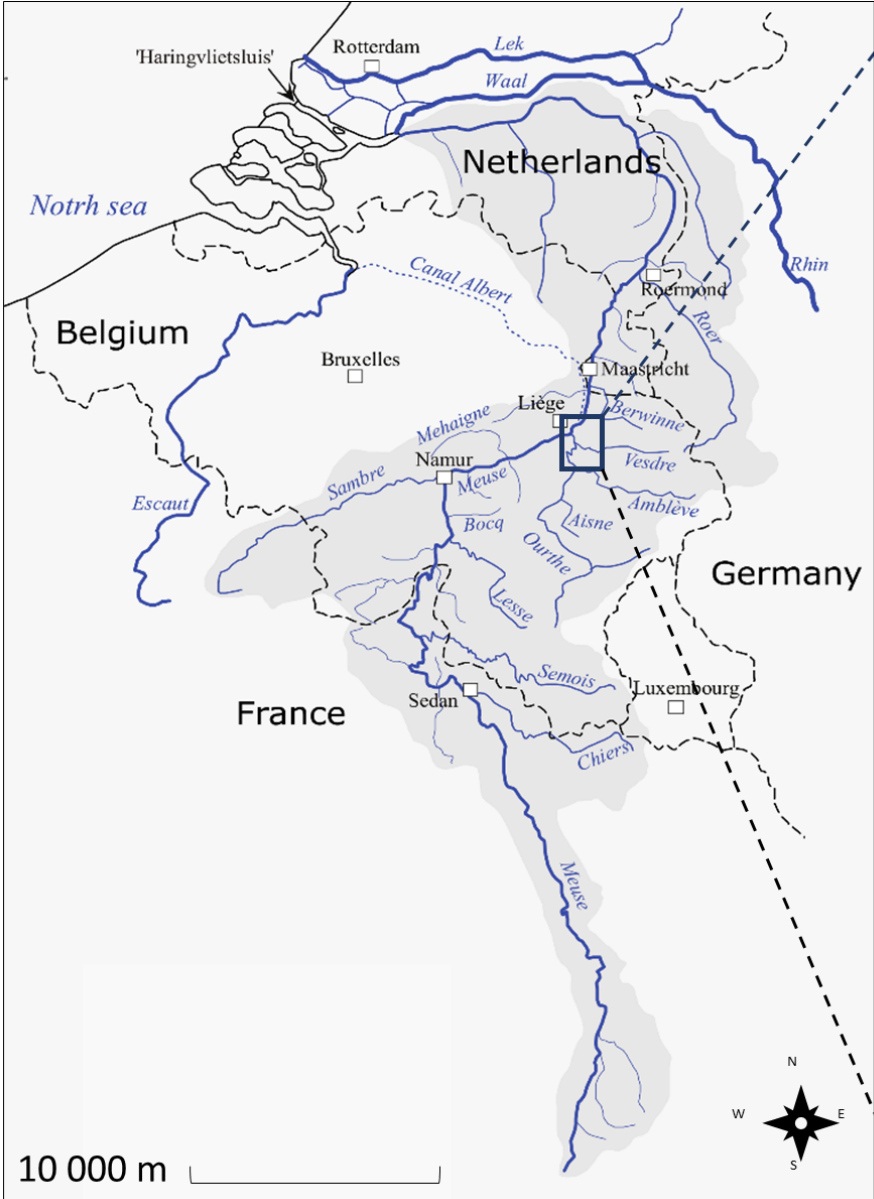 'Haringvlietsluis'
Rotterdam
Lek
Waal
Netherlands
Notrh sea
Rhin
Canal Albert
Roermond
Belgium
Roer
Bruxelles
Maastricht
Liège
Berwinne
Mehaigne
Namur
Vesdre
Sambre
Meuse
Escaut
Amblève
Bocq
Aisne
Ourthe
Germany
Lesse
Semois
Luxembourg
Sedan
France
Chiers
Meuse
N
W
E
S
10 000 m